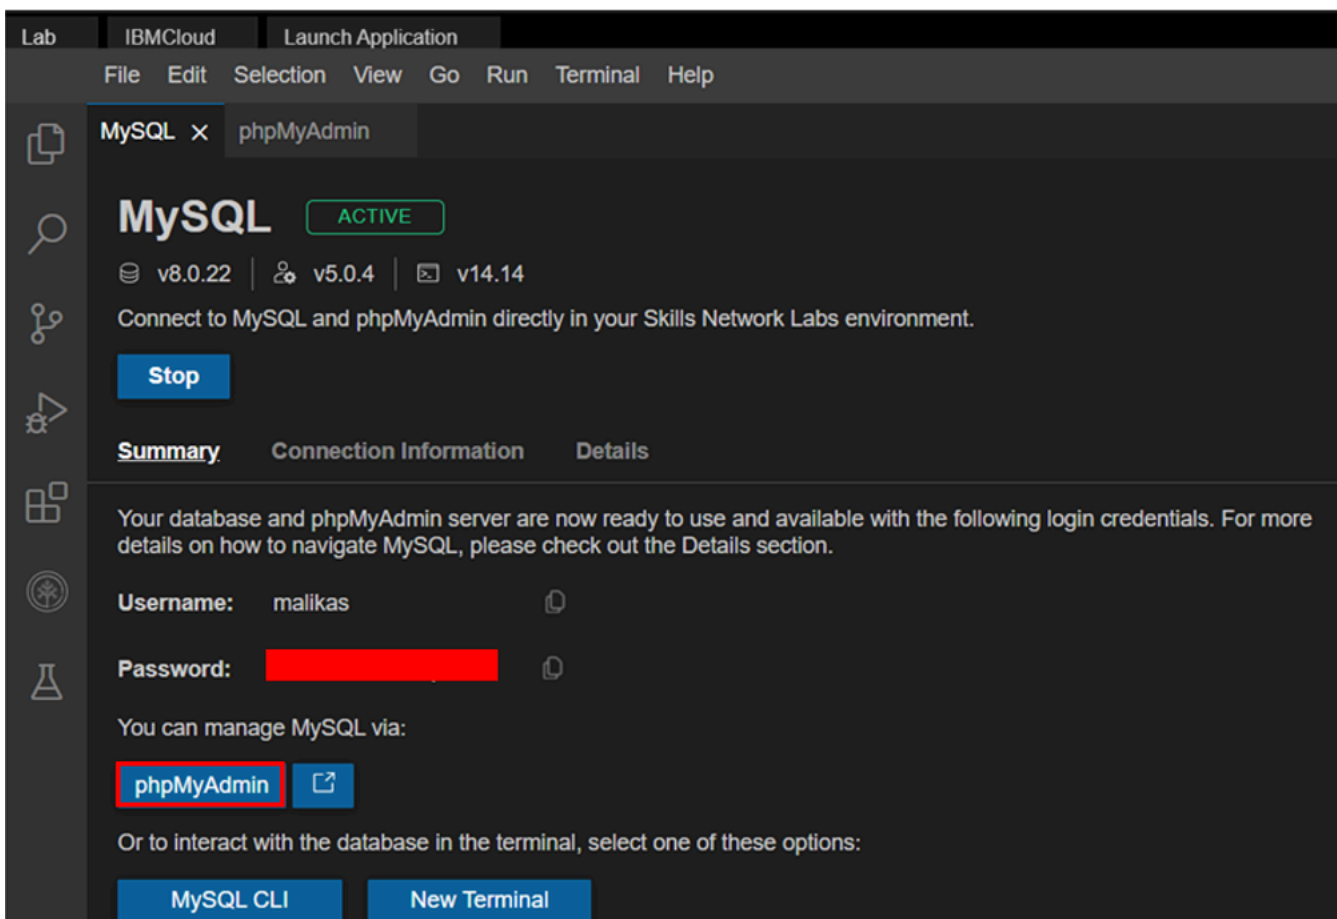 Lab IBMCloud Launch Application
File Edit Selection View Go Run Terminal Help
MySQL phpMyAdmin
MySQL ACTIVE
v8.0.22 v5.0.4 v14.14
Connect to MySQL and phpMyAdmin directly in your Skills Network Labs environment.
Stop
Summary Connection Information Details
Your database and phpMyAdmin server are now ready to use and available with the following login credentials. For more
details on how to navigate MySQL, please check out the Details section.
Username: malikas
Password:
You can manage MySQL via:
phpMyAdmin
Or to interact with the database in the terminal, select one of these options:
MySQL CLI New Terminal